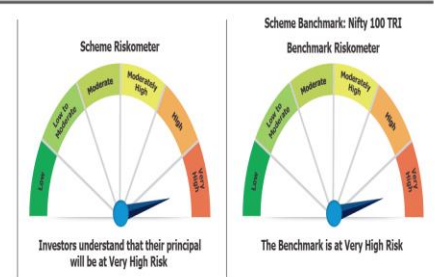 Scheme Riskometer
Low
Low to
Moderate
Moderate
Moderately
High
High
Very
High
Investors understand that their principal
will be at Very High Risk
Scheme Banchmark: Nifty 100 TRI
Benchmark Riskometer
Low
Low to
Moderate
Moderate
Moderately
High
High
Very
High
The Benchmark is at Very High Risk